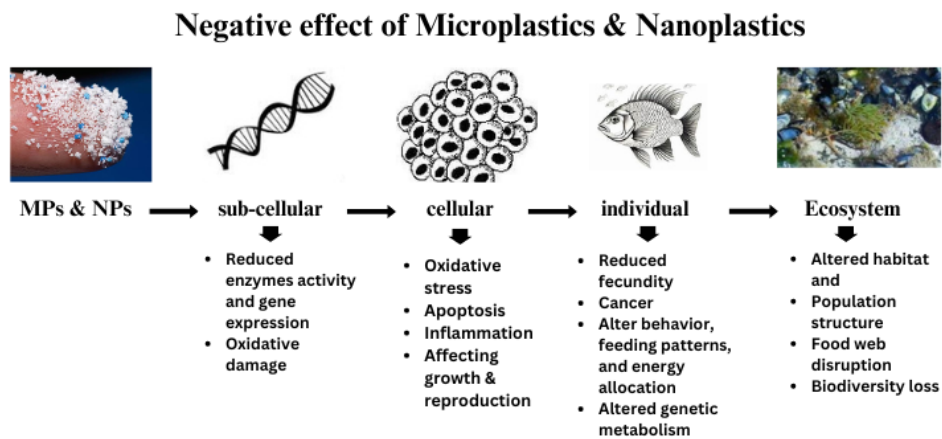 Negative effect of Microplastics & Nanoplastics
MPs & NPs
sub-cellular
cellular
individual
Ecosystem
• Reduced
enzymes activity
and gene
expression
• Oxidative
damage
• Oxidative
stress
• Apoptosis
• Inflammation
• Affecting
growth &
reproduction
• Reduced
fecundity
• Cancer
• Alter behavior,
feeding patterns,
and energy
allocation
• Altered genetic
metabolism
• Altered habitat
and
• Population
structure
• Food web
disruption
• Biodiversity loss